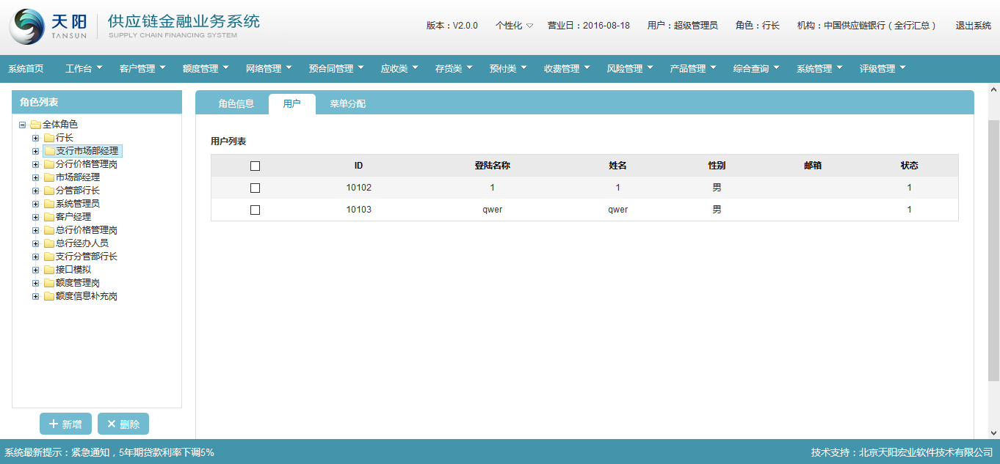 天阳 供应链金融业务系统
TANSUN SUPPLY CHAIN FINANCING SYSTEM
版本：V2.0.0 个性化 营业日：2016-08-18 用户：超级管理员 角色：行长 机构：中国供应链银行（全行汇总） 退出系统
系统首页 工作台 客户管理 额度管理 网络管理 预合同管理 应收类 存货类 预付类 收费管理 风险管理 产品管理 综合查询 系统管理 评级管理
角色列表
全体角色
行长
支行市场部经理
分行价格管理岗
市场部经理
分管部行长
系统管理员
客户经理
总行价格管理岗
总行经办人员
支行分管部行长
接口模拟
额度管理岗
额度信息补充岗
新增 删除
角色信息 用户 菜单分配
用户列表
ID 登陆名称 姓名 性别 邮箱 状态
10102 1 1 男 1
10103 qwer qwer 男 1
系统最新提示：紧急通知，5年期贷款利率下调5% 技术支持：北京天阳宏业软件技术有限公司